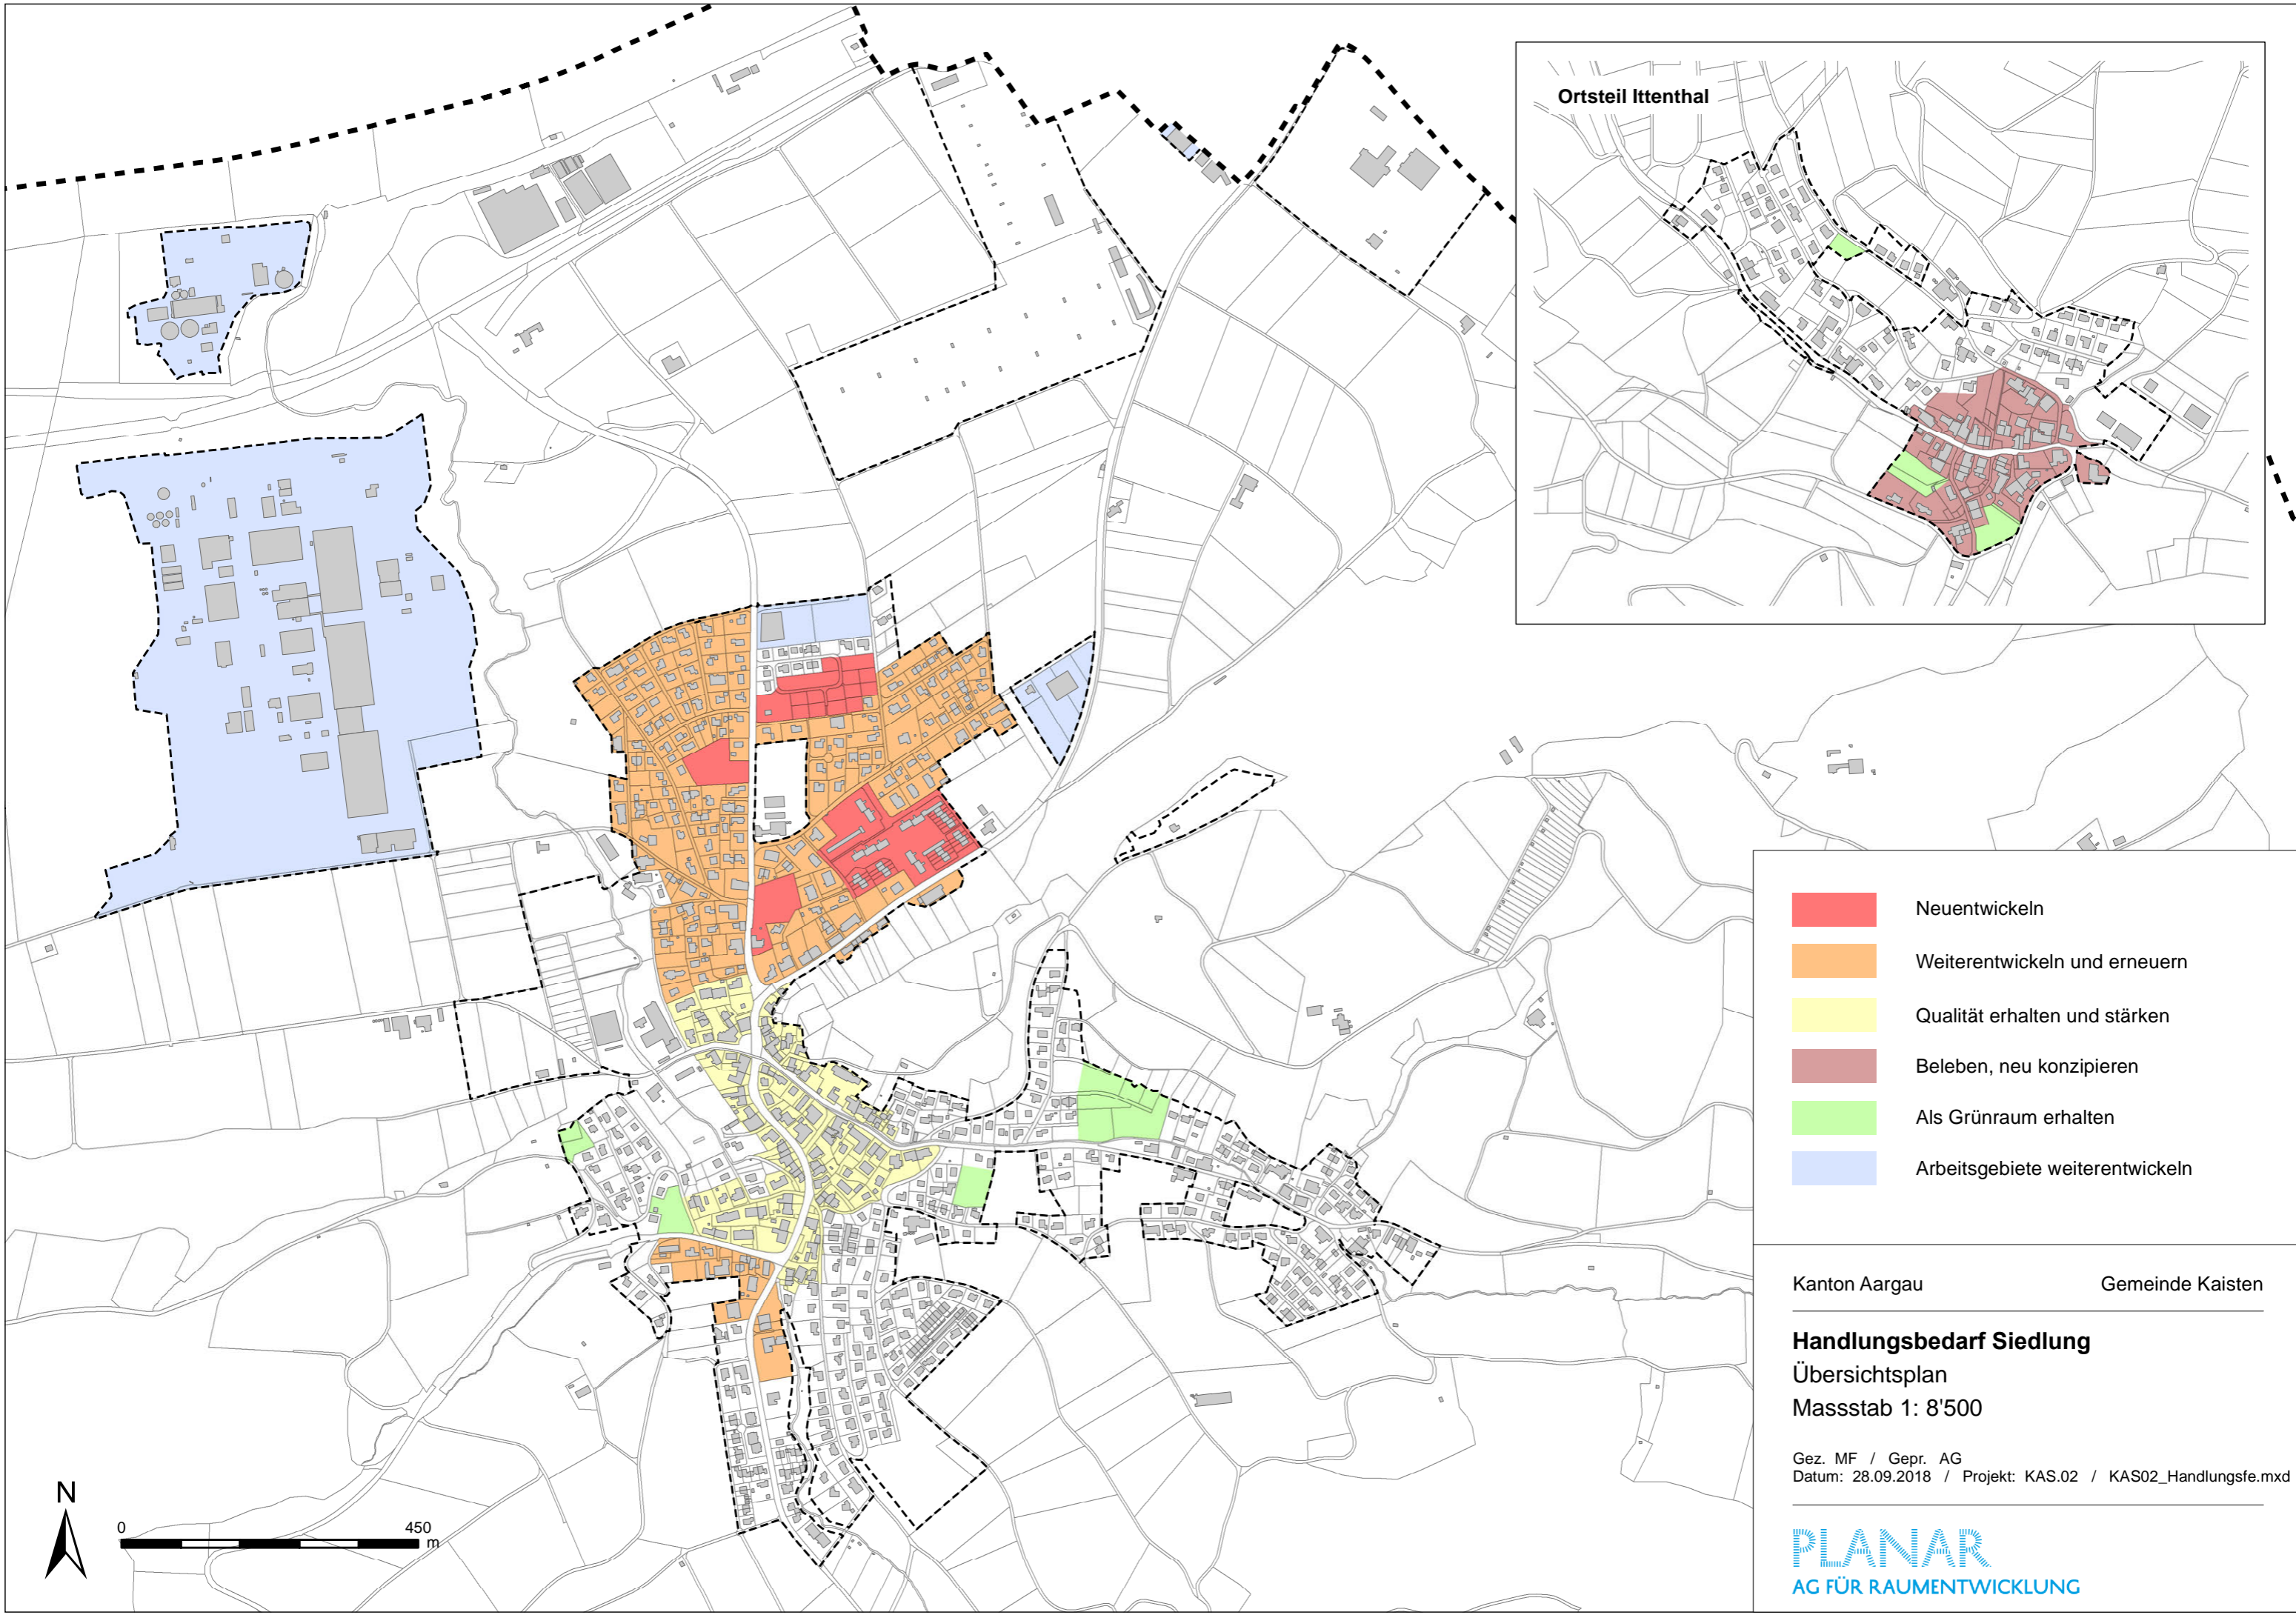 Ortsteil Ittenthal
Neuentwickeln
Weiterentwickeln und erneuern
Qualität erhalten und stärken
Beleben, neu konzipieren
Als Grünraum erhalten
Arbeitsgebiete weiterentwickeln
Kanton Aargau Gemeinde Kaisten
Handlungsbedarf Siedlung
Übersichtsplan
Massstab 1: 8'500
Gez. MF / Gepr. AG
Datum: 28.09.2018 / Projekt: KAS.02 / KAS02_Handlungsfe.mxd
PLANAR
AG FÜR RAUMENTWICKLUNG
N
0 450
m